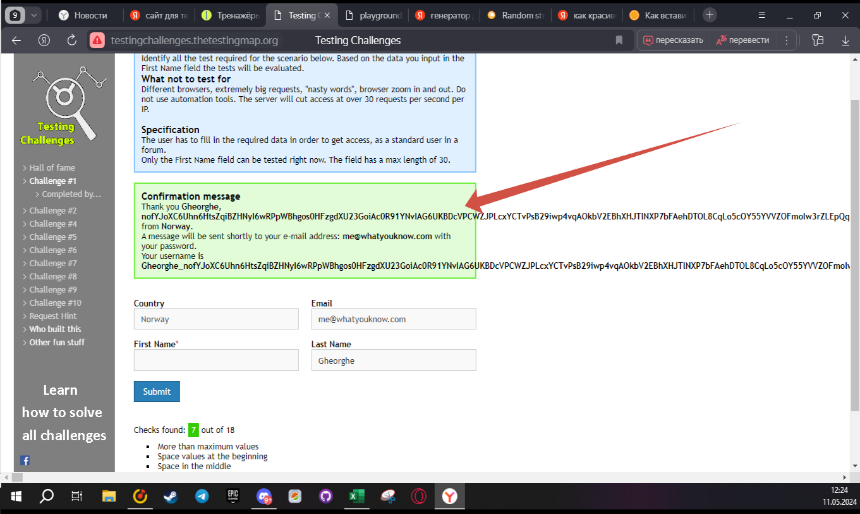 9
Новости
сайт для те
Тренажёр
Testing C
playground
генератор
Random st
как красив
Как встави
testingchallenges.thetestingmap.org
Testing Challenges
пересказать
перевести
Identify all the test required for the scenario below. Based on the data you input in the
First Name field the tests will be evaluated.
What not to test for
Different browsers, extremely big requests, "nasty words", browser zoom in and out. Do
not use automation tools. The server will cut access at over 30 requests per second per
IP.
Specification
The user has to fill in the required data in order to get access, as a standard user in a
forum.
Only the First Name field can be tested right now. The field has a max length of 30.
Testing
Challenges
Hall of fame
Challenge #1
Completed by...
Challenge #2
Challenge #4
Challenge #5
Challenge #6
Challenge #7
Challenge #8
Challenge #9
Challenge #10
Request Hint
Who built this
Other fun stuff
Learn
how to solve
all challenges
Confirmation message
Thank you Gheorghe,
from Norway.
A message will be sent shortly to your e-mail address: me@whatyouknow.com with
your password.
Your username is
Country
Email
Norway
me@whatyouknow.com
First Name*
Last Name
Gheorghe
Submit
Checks found: 7 out of 18
More than maximum values
Space values at the beginning
Space in the middle
12:24
11.05.2024